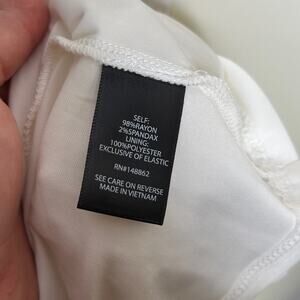 SELF:
98%RAYON
2%SPANDAX
LINING:
100%POLYESTER
EXCLUSIVE OF ELASTIC
RN#148862
SEE CARE ON REVERSE
MADE IN VIETNAM